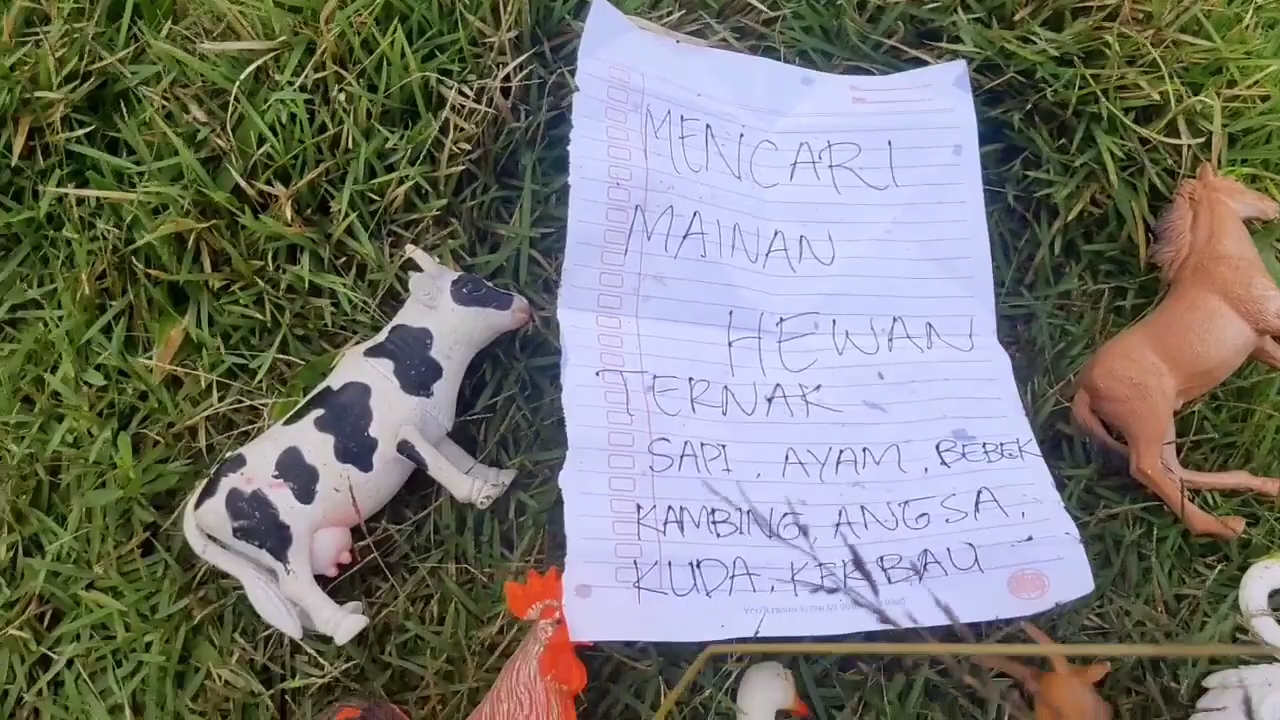 MENCARI
MAINAN
HEWAN
TERNAK
SAPI, AYAM, BEBEK
KAMBING, ANGSA,
KUDA, KERBAU